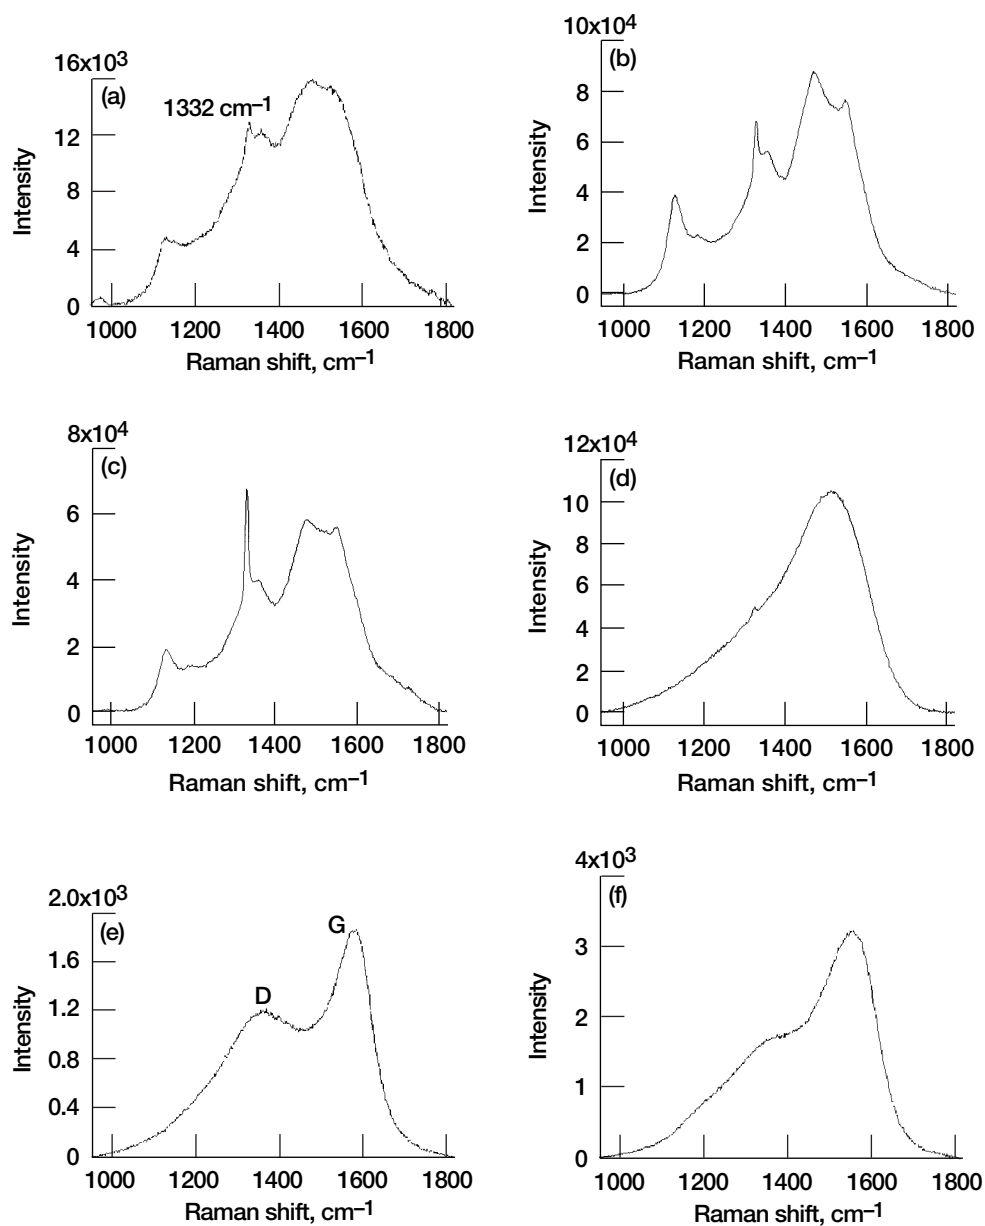 16x10³
(a)
1332 cm–1
12
8
4
0
Intensity
1000 1200 1400 1600 1800
Raman shift, cm–1
10x10⁴
(b)
8
6
4
2
0
Intensity
1000 1200 1400 1600 1800
Raman shift, cm–1
8x10⁴
(c)
6
4
2
0
Intensity
1000 1200 1400 1600 1800
Raman shift, cm–1
12x10⁴
(d)
10
8
6
4
2
0
Intensity
1000 1200 1400 1600 1800
Raman shift, cm–1
2.0x10³
(e)
G
D
1.6
1.2
0.8
0.4
0
Intensity
1000 1200 1400 1600 1800
Raman shift, cm–1
4x10³
(f)
3
2
1
0
Intensity
1000 1200 1400 1600 1800
Raman shift, cm–1